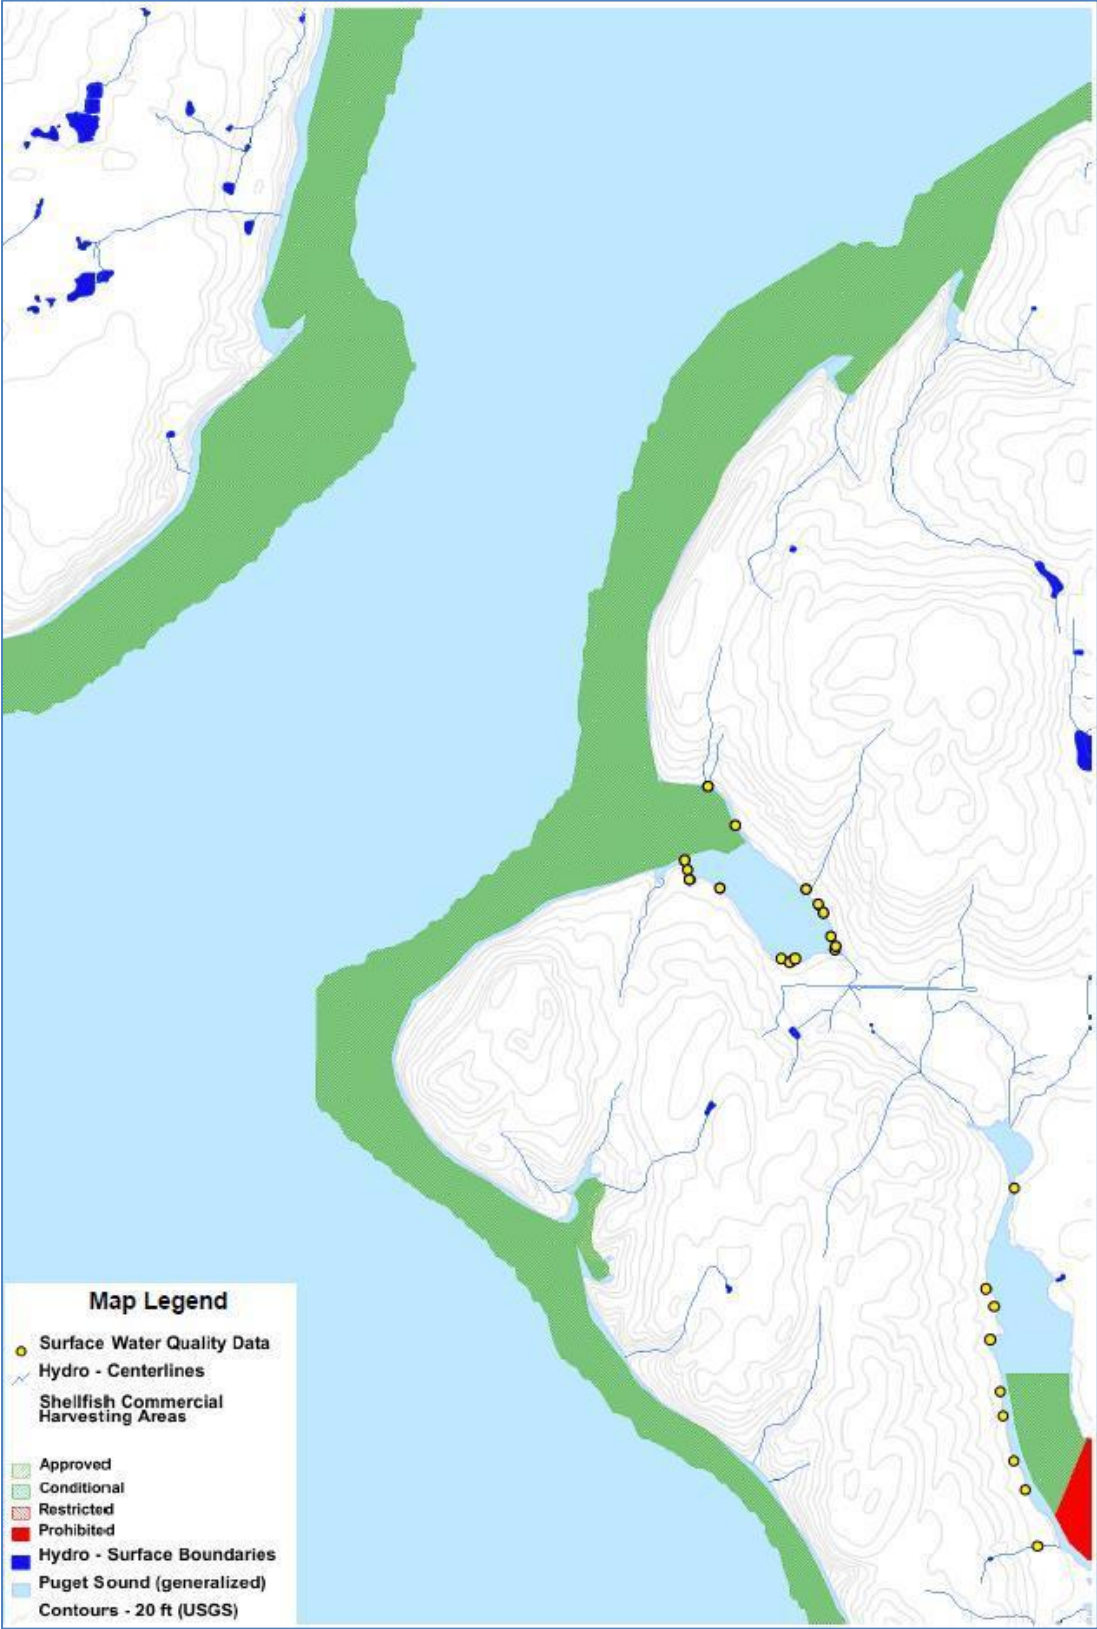 Map Legend
Surface Water Quality Data
Hydro - Centerlines
Shellfish Commercial
Harvesting Areas
Approved
Conditional
Restricted
Prohibited
Hydro - Surface Boundaries
Puget Sound (generalized)
Contours - 20 ft (USGS)